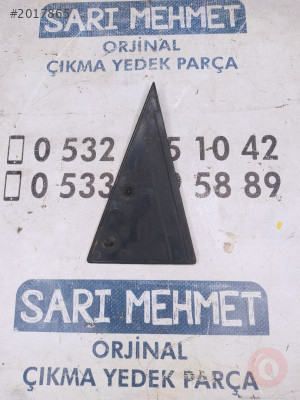 #2017865
SARI MEHMET
ORJİNAL
ÇIKMA YEDEK PARÇA
0 532 5 10 42
0 533 58 89
SARI MEHMET
ORJİNAL
ÇIKMA YEDEK PARÇA